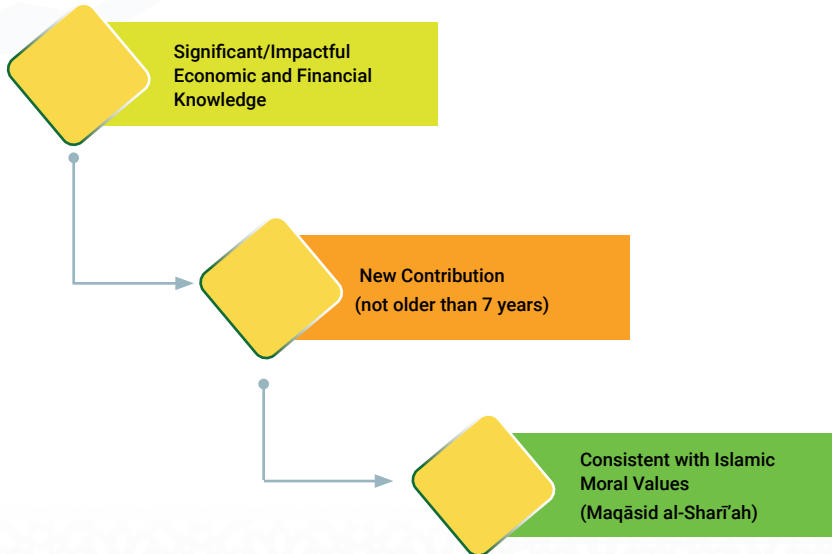 Significant/Impactful
Economic and Financial
Knowledge
New Contribution
(not older than 7 years)
Consistent with Islamic
Moral Values
(Maqāsid al-Sharī'ah)